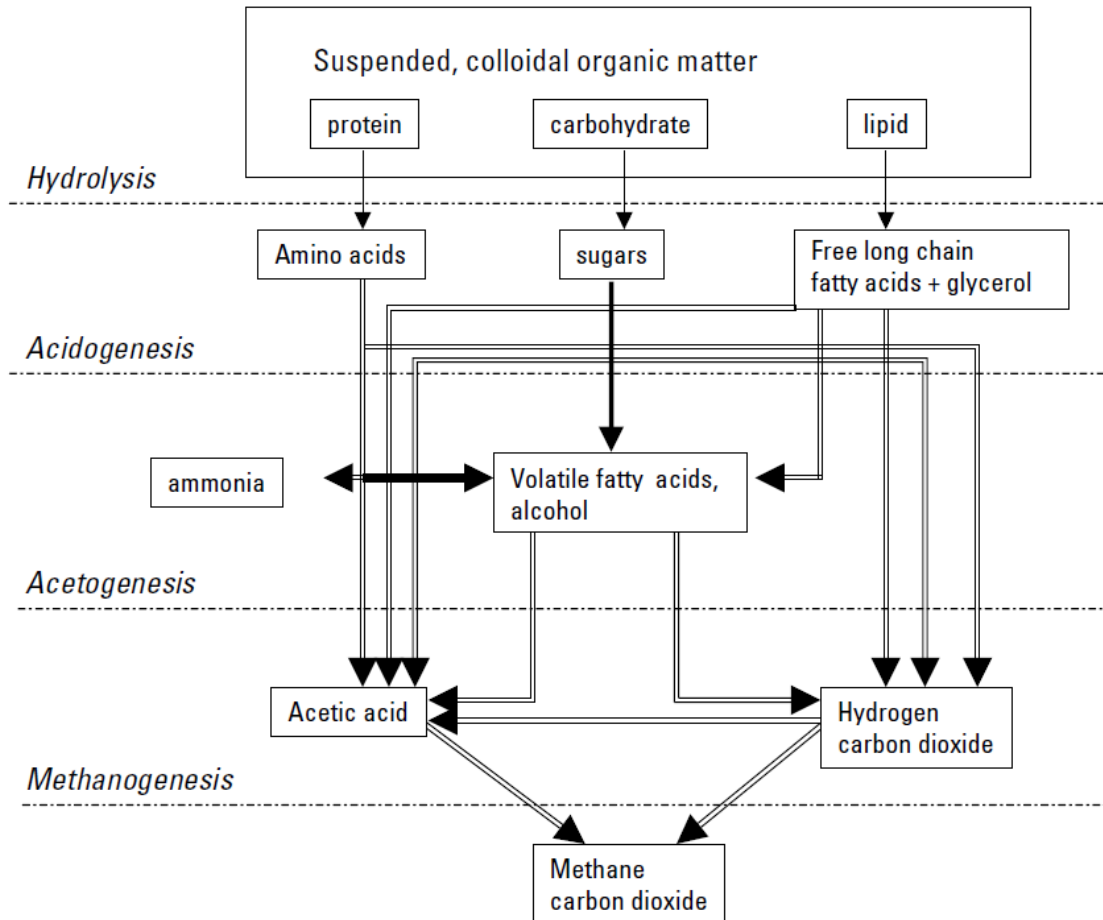 Suspended, colloidal organic matter
protein
carbohydrate
lipid
Hydrolysis
Amino acids
sugars
Free long chain
fatty acids + glycerol
Acidogenesis
ammonia
Volatile fatty acids,
alcohol
Acetogenesis
Acetic acid
Hydrogen
carbon dioxide
Methanogenesis
Methane
carbon dioxide